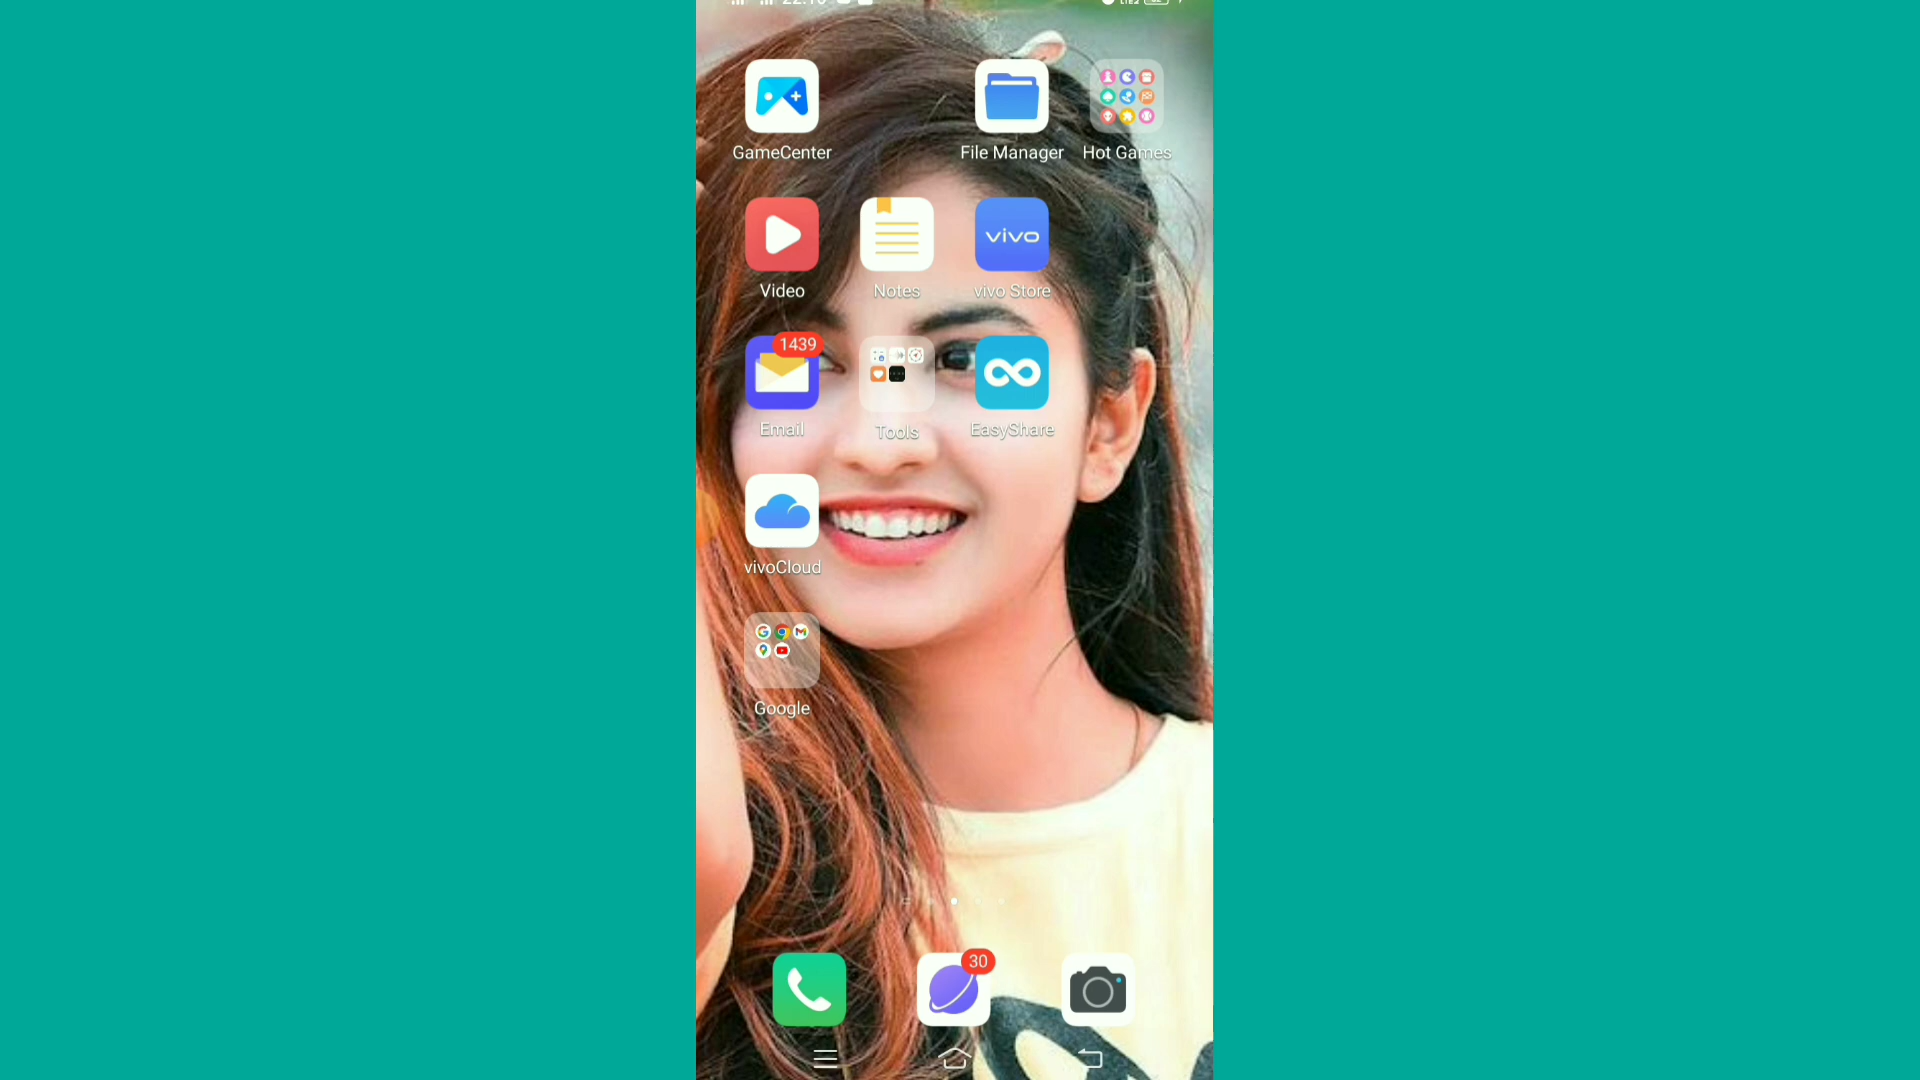 GameCenter
File Manager
Hot Games
Video
Notes
vivo
vivo Store
1439
Email
Tools
EasyShare
vivoCloud
Google
30